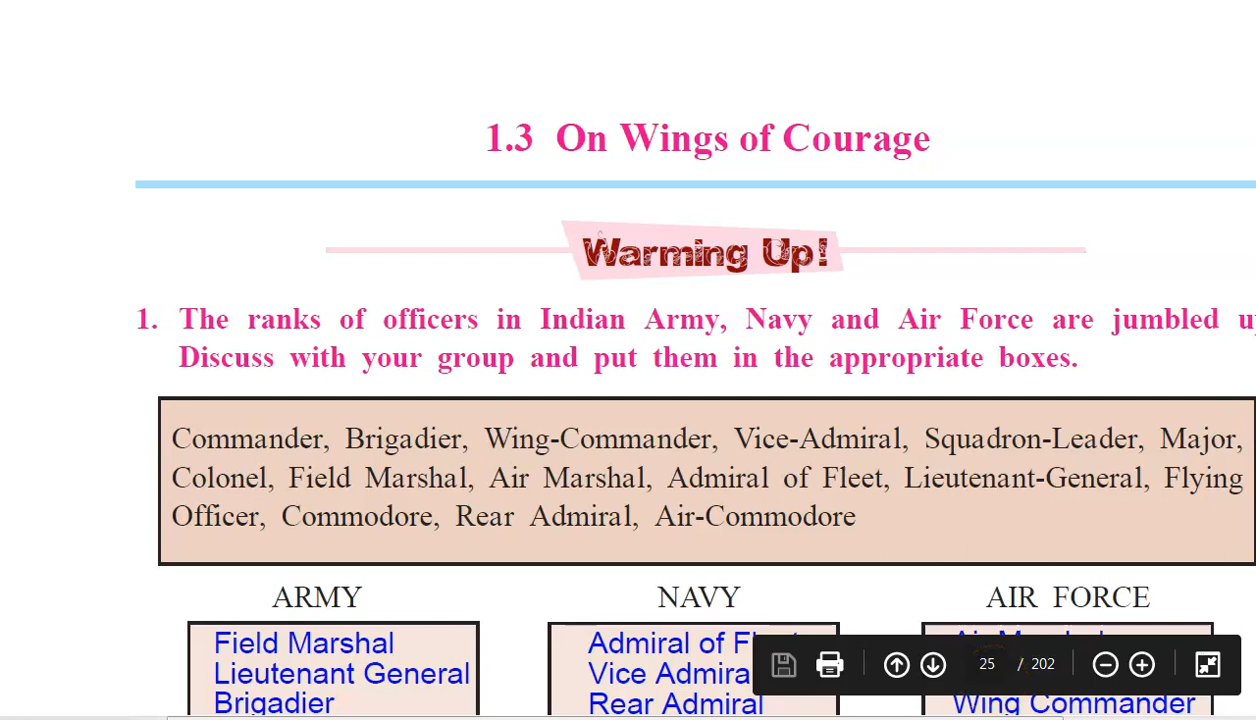 1.3 On Wings of Courage
Warming Up!
1. The ranks of officers in Indian Army, Navy and Air Force are jumbled
Discuss with your group and put them in the appropriate boxes.
Commander, Brigadier, Wing-Commander, Vice-Admiral, Squadron-Leader, Major,
Colonel, Field Marshal, Air Marshal, Admiral of Fleet, Lieutenant-General, Flying
Officer, Commodore, Rear Admiral, Air-Commodore
ARMY NAVY AIR FORCE
Field Marshal Admiral of
Lieutenant General Vice
Brigadier Rear Admiral Wing Commander
25 / 202